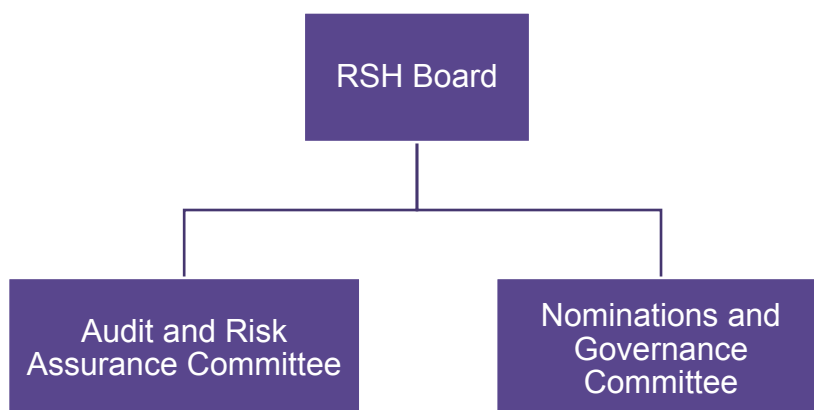 RSH Board
Audit and Risk
Assurance Committee
Nominations and
Governance
Committee